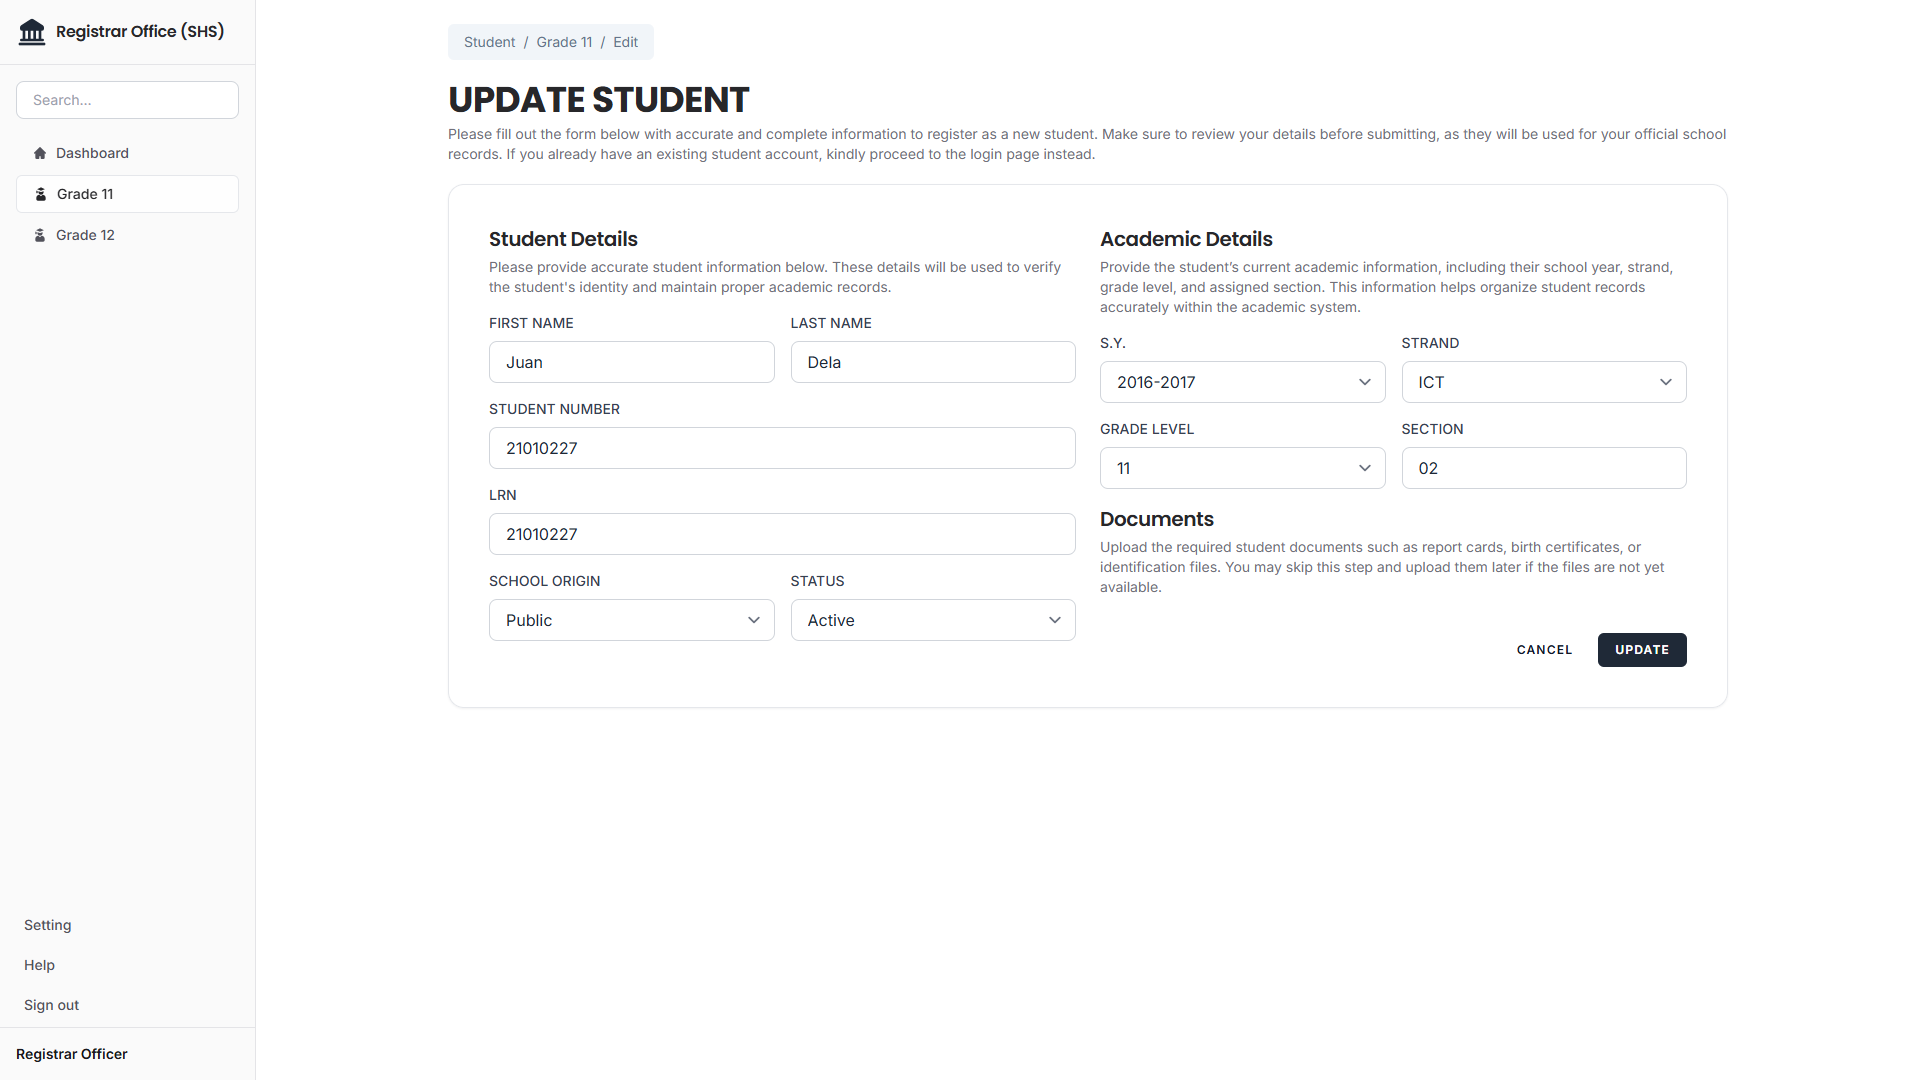 Registrar Office (SHS)
Search...
Dashboard
Grade 11
Grade 12
Setting
Help
Sign out
Registrar Officer
Student / Grade 11 / Edit
UPDATE STUDENT
Please fill out the form below with accurate and complete information to register as a new student. Make sure to review your details before submitting, as they will be used for your official school
records. If you already have an existing student account, kindly proceed to the login page instead.
Student Details
Please provide accurate student information below. These details will be used to verify
the student's identity and maintain proper academic records.
FIRST NAME LAST NAME
Juan Dela
STUDENT NUMBER
21010227
LRN
21010227
SCHOOL ORIGIN STATUS
Public Active
Academic Details
Provide the student’s current academic information, including their school year, strand,
grade level, and assigned section. This information helps organize student records
accurately within the academic system.
S.Y. STRAND
2016-2017 ICT
GRADE LEVEL SECTION
11 02
Documents
Upload the required student documents such as report cards, birth certificates, or
identification files. You may skip this step and upload them later if the files are not yet
available.
CANCEL UPDATE